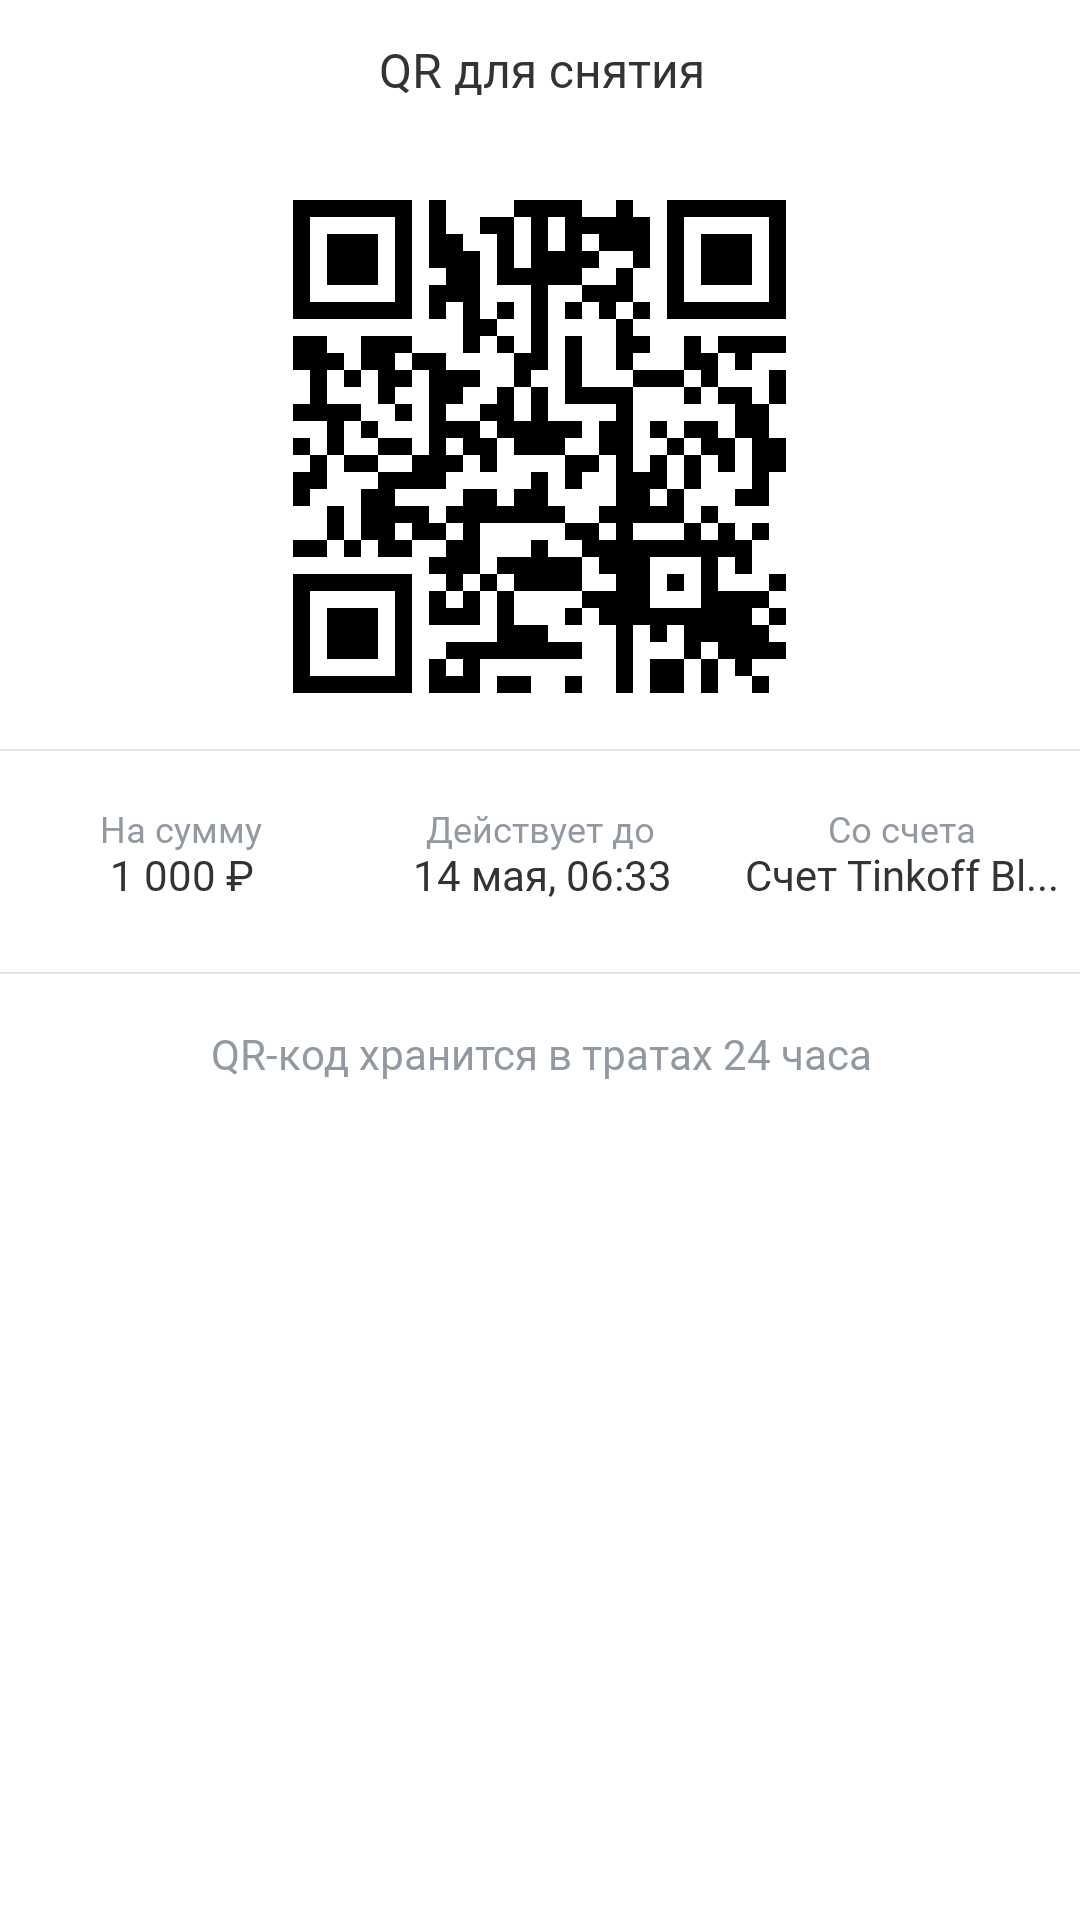 QR для снятия
На сумму
1 000 ₽
Действует до
14 мая, 06:33
Со счета
Счет Tinkoff Bl...
QR-код хранится в тратах 24 часа